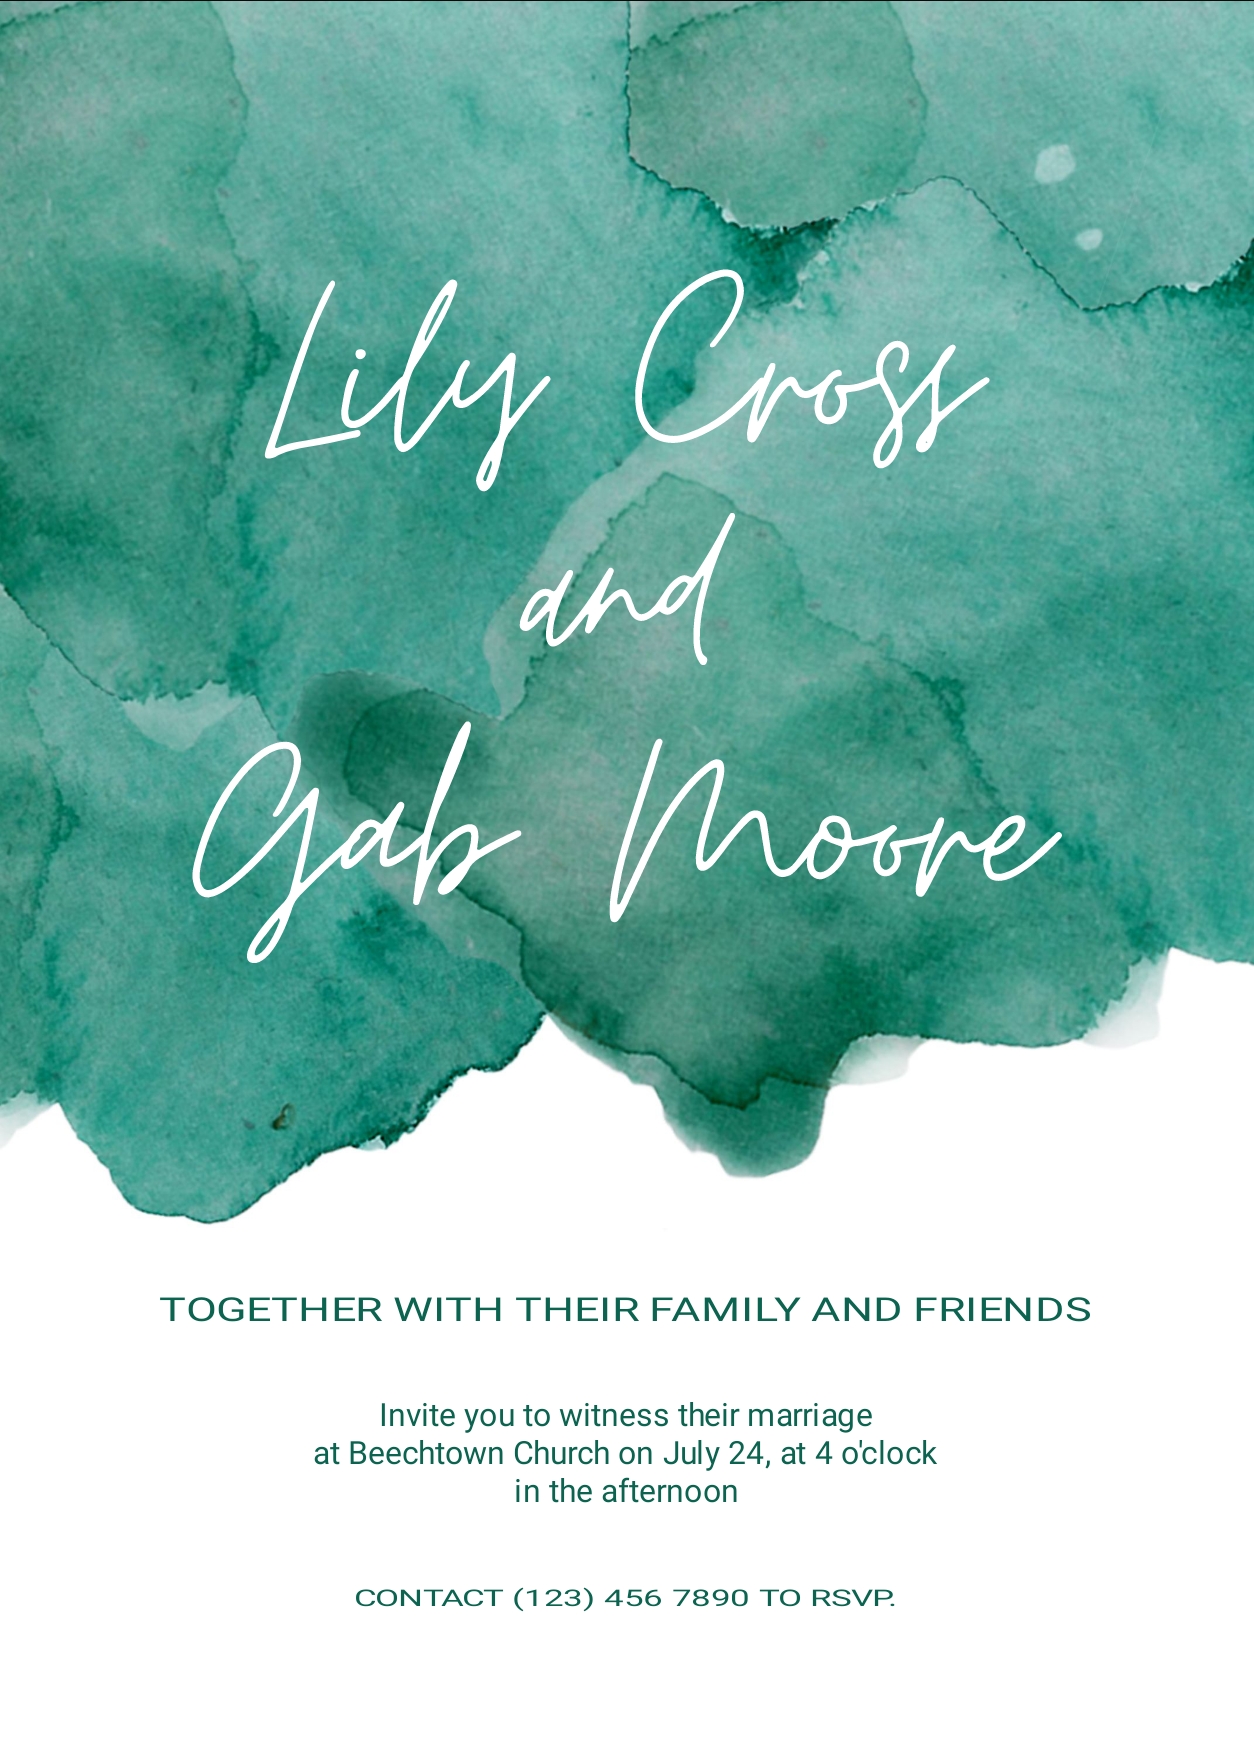 Lily Cross
and
Gab Moore
TOGETHER WITH THEIR FAMILY AND FRIENDS
Invite you to witness their marriage
at Beechtown Church on July 24, at 4 o'clock
in the afternoon
CONTACT (123) 456 7890 TO RSVP.